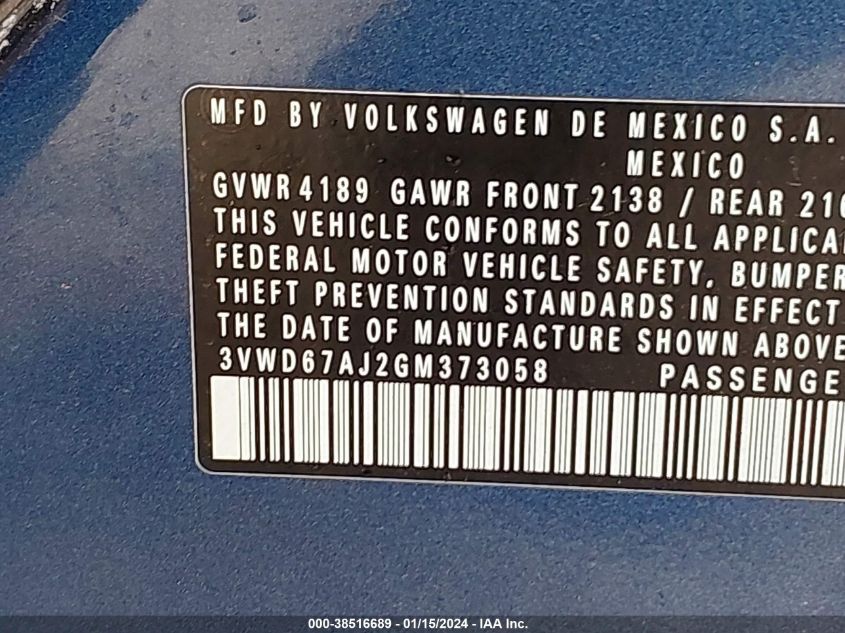 MFD BY VOLKSWAGEN DE MEXICO S.A.
MEXICO
GVWR 4189 GAWR FRONT 2138 / REAR
THIS VEHICLE CONFORMS TO ALL
FEDERAL MOTOR VEHICLE SAFETY, BUMPER
THEFT PREVENTION STANDARDS IN EFFECT
THE DATE OF MANUFACTURE SHOWN ABOVE
3VWD67AJ2GM373058 PASSENGE
000-38516689 - 01/15/2024 - IAA Inc.